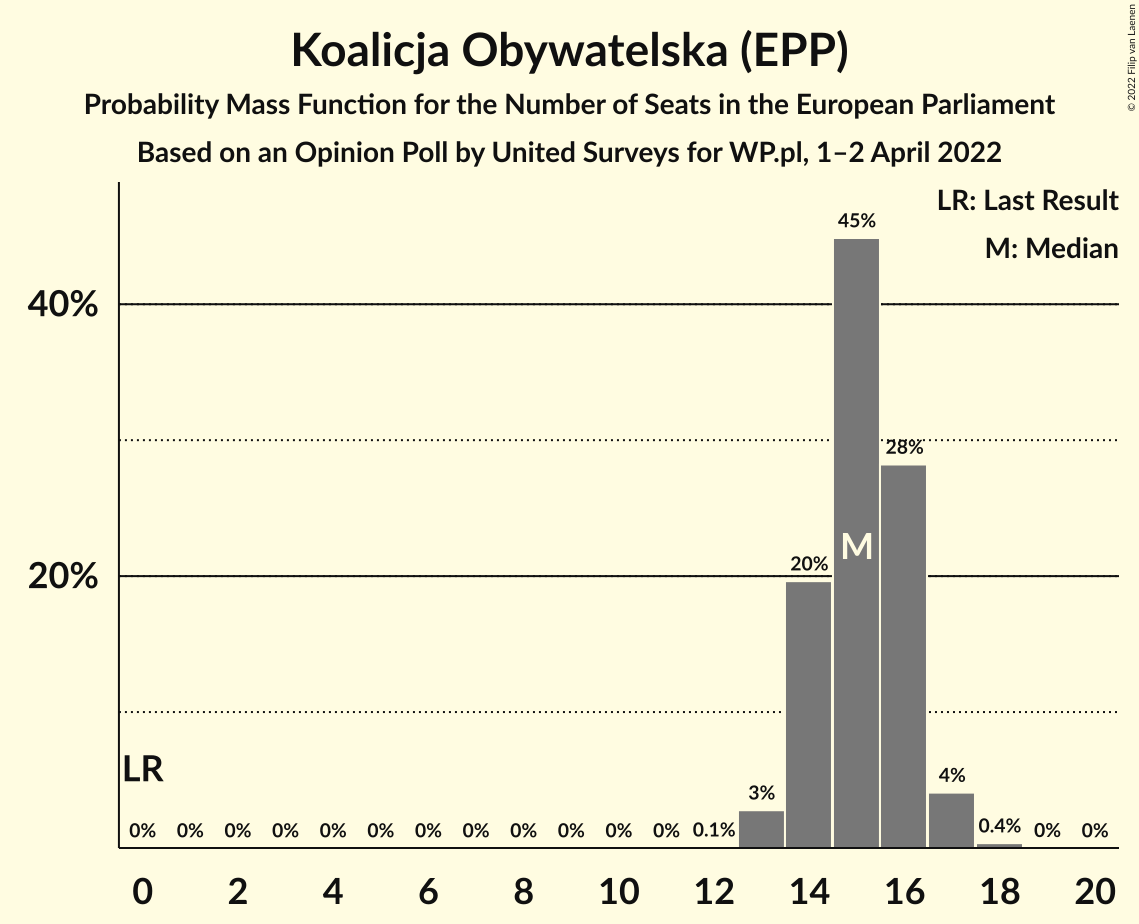 Koalicja Obywatelska (EPP)
Probability Mass Function for the Number of Seats in the European Parliament
Based on an Opinion Poll by United Surveys for WP.pl, 1–2 April 2022
© 2022 Filip van Laenen
LR: Last Result
M: Median
45%
40%
28%
M
20%
20%
LR
4%
3%
0% 0% 0% 0% 0% 0% 0% 0% 0% 0% 0% 0% 0.1% 0.4% 0% 0%
0 2 4 6 8 10 12 14 16 18 20